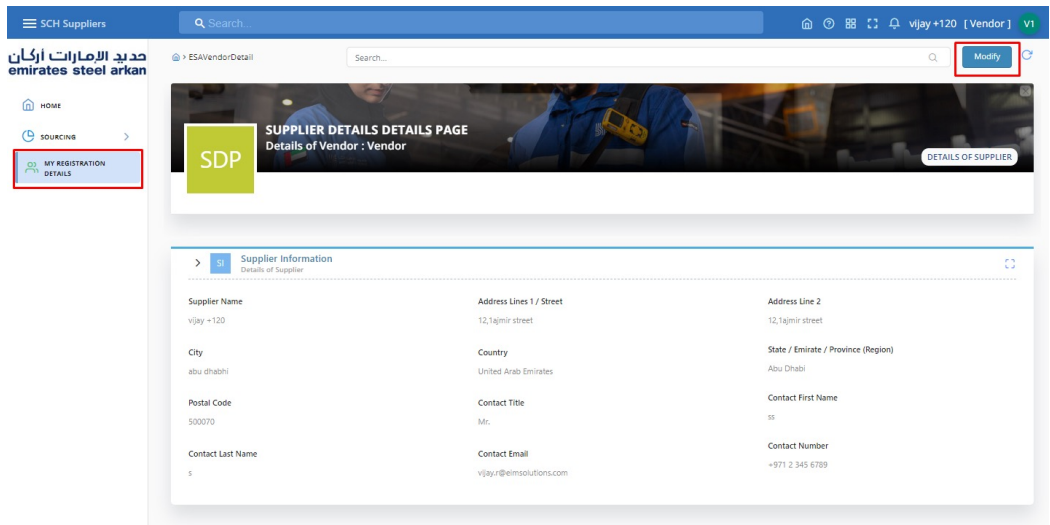 SCH Suppliers
Search...
vijay +120 [ Vendor ]
V1
حديد الإمارات أركان
emirates steel arkan
> ESAVendorDetail
Search...
Modify
HOME
SOURCING
MY REGISTRATION
DETAILS
SUPPLIER DETAILS DETAILS PAGE
Details of Vendor : Vendor
SDP
DETAILS OF SUPPLIER
SI
Supplier Information
Details of Supplier
Supplier Name
vijay +120
Address Lines 1 / Street
12,1ajmir street
Address Line 2
12,1ajmir street
City
abu dhabhi
Country
United Arab Emirates
State / Emirate / Province (Region)
Abu Dhabi
Postal Code
500070
Contact Title
Mr.
Contact First Name
ss
Contact Last Name
s
Contact Email
vijay.r@eimsolutions.com
Contact Number
+971 2 345 6789